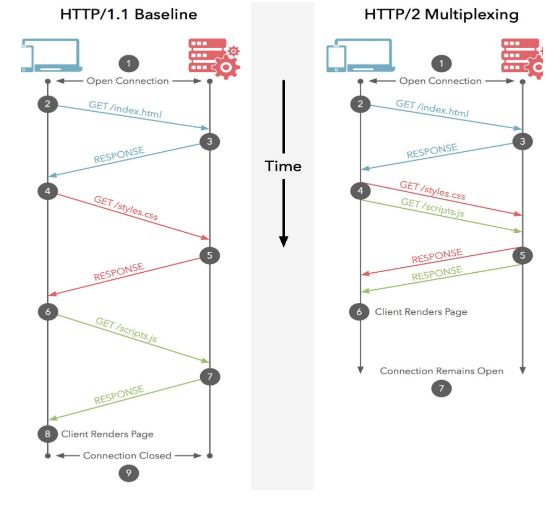 HTTP/1.1 Baseline
1
Open Connection
2
GET /index.html
3
RESPONSE
4
GET /styles.css
5
RESPONSE
6
GET /scripts.js
7
RESPONSE
8 Client Renders Page
Connection Closed
9
Time
HTTP/2 Multiplexing
1
Open Connection
2
GET /index.html
3
RESPONSE
4
GET /styles.css
GET /scripts.js
5
RESPONSE
RESPONSE
6 Client Renders Page
Connection Remains Open
7